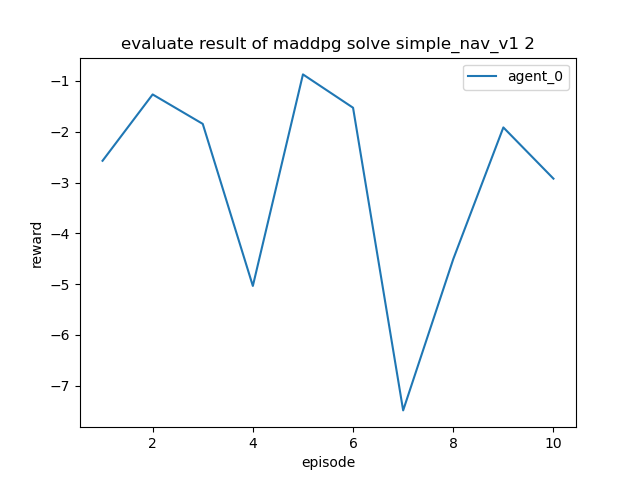 evaluate result of maddpg solve simple_nav_v1 2
agent_0
reward
−1
−2
−3
−4
−5
−6
−7
2 4 6 8 10
episode